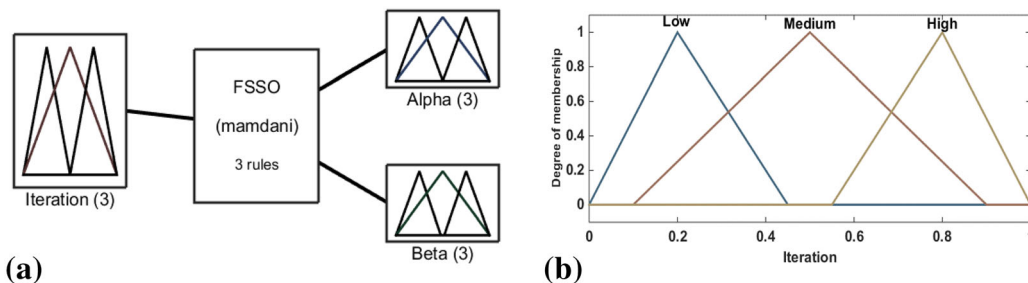 FSSO
(mamdani)
3 rules
Iteration (3)
Alpha (3)
Beta (3)
(a)
Low Medium High
Degree of membership
1
0.8
0.6
0.4
0.2
0
0 0.2 0.4 0.6 0.8
Iteration
(b)